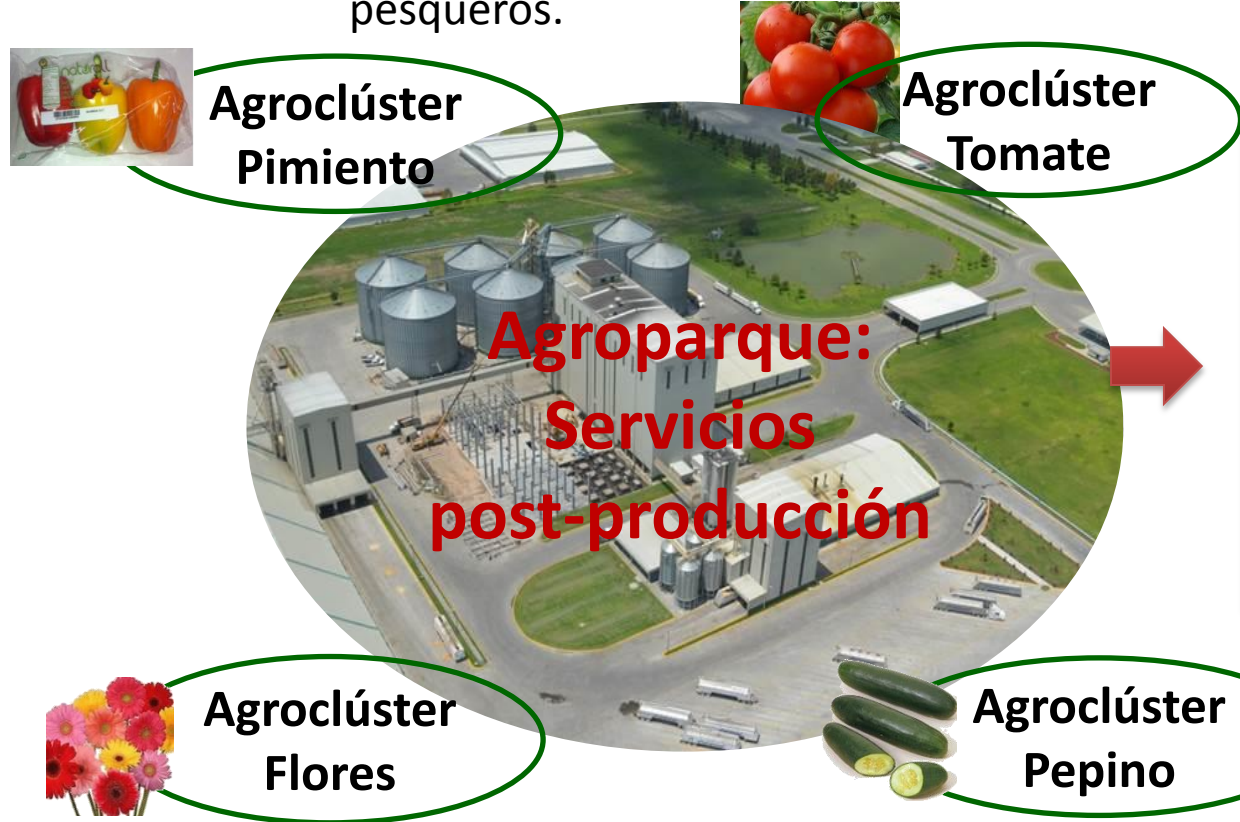 pesqueros.
Agroclúster
Pimiento
Agroclúster
Tomate
Agroparque:
Servicios
post-producción
Agroclúster
Flores
Agroclúster
Pepino